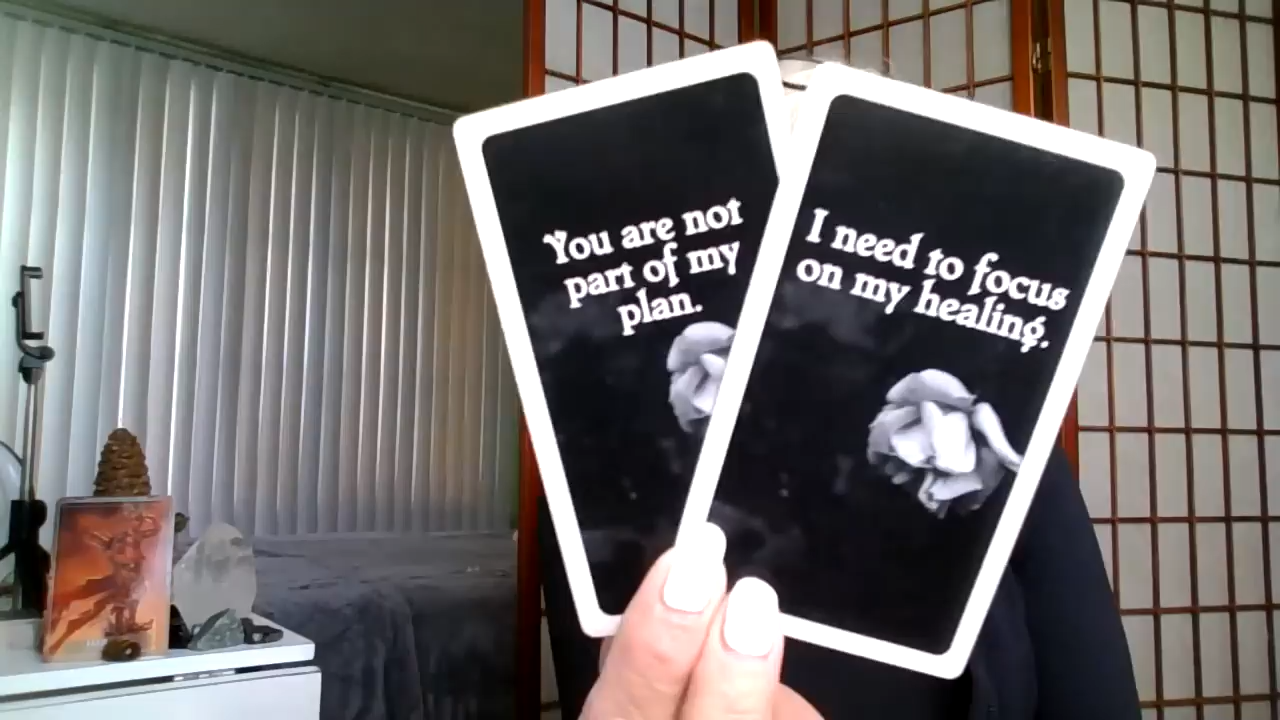 You are not
part of my
plan.
I need to focus
on my healing.